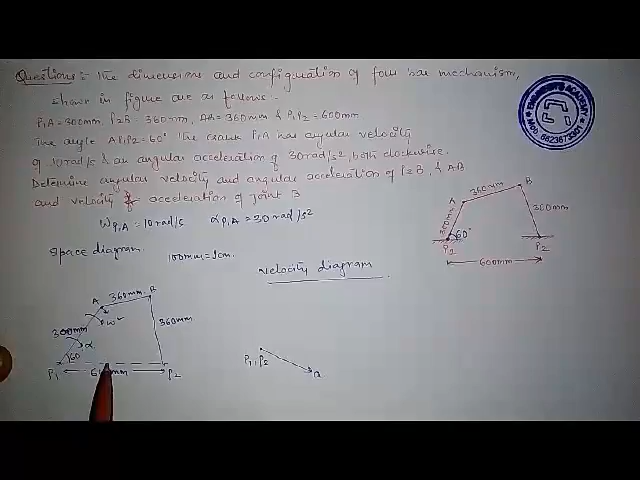 Questions:- The dimensions and configuration of four bar mechanism,
shown in figure are as follows.
P1A = 300mm, P2B = 360mm, AB = 360mm & P1P2 = 600mm
The angle AP1P2 = 60° The crank P1A has angular velocity
of 10 rad/s & an angular acceleration of 30 rad/s², both clockwise.
Determine angular velocity and angular acceleration of P2B, & AB
and velocity & acceleration of joint B
ωP1A = 10 rad/s αP1A = 30 rad/s²
Space diagram. 100mm = 1cm.
velocity diagram
A
360mm
B
300mm
360mm
60°
P1
P2
600mm
A
360mm
B
300mm
ω
α
360mm
60
P1
mm
P2
P1,P2
a